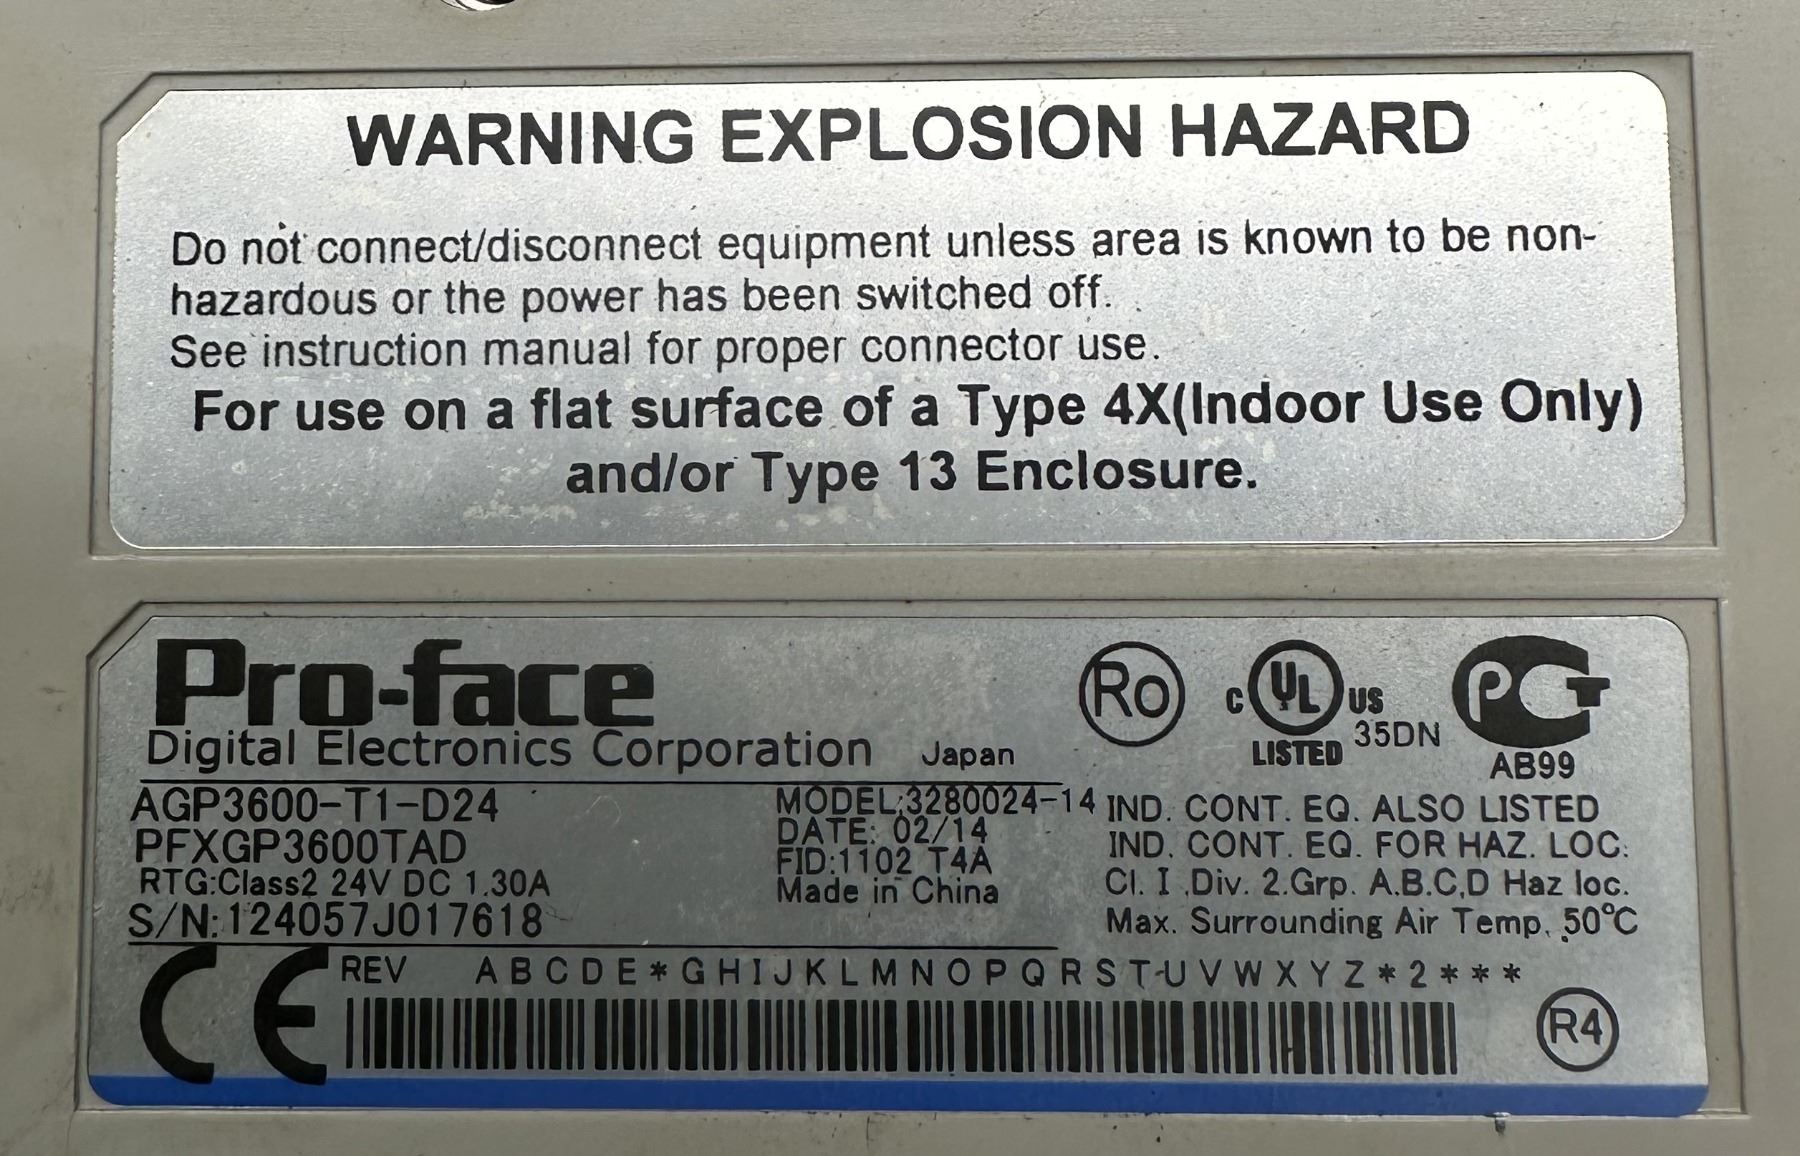 WARNING EXPLOSION HAZARD
Do not connect/disconnect equipment unless area is known to be non-
hazardous or the power has been switched off.
See instruction manual for proper connector use.
For use on a flat surface of a Type 4X(Indoor Use Only)
and/or Type 13 Enclosure.
Pro-face
Digital Electronics Corporation Japan
Ro
C UL US
LISTED 35DN
PCT
AB99
AGP3600-T1-D24
PFXGP3600TAD
RTG:Class2 24V DC 1.30A
S/N:124057J017618
MODEL:3280024-14
DATE: 02/14
FID:1102 T4A
Made in China
IND. CONT. EQ. ALSO LISTED
IND. CONT. EQ. FOR HAZ. LOC.
Cl. I ,Div. 2.Grp. A.B.C,D Haz loc.
Max. Surrounding Air Temp. 50°C
CE
REV A B C D E * G H I J K L M N O P Q R S T U V W X Y Z * 2 * * *
R4